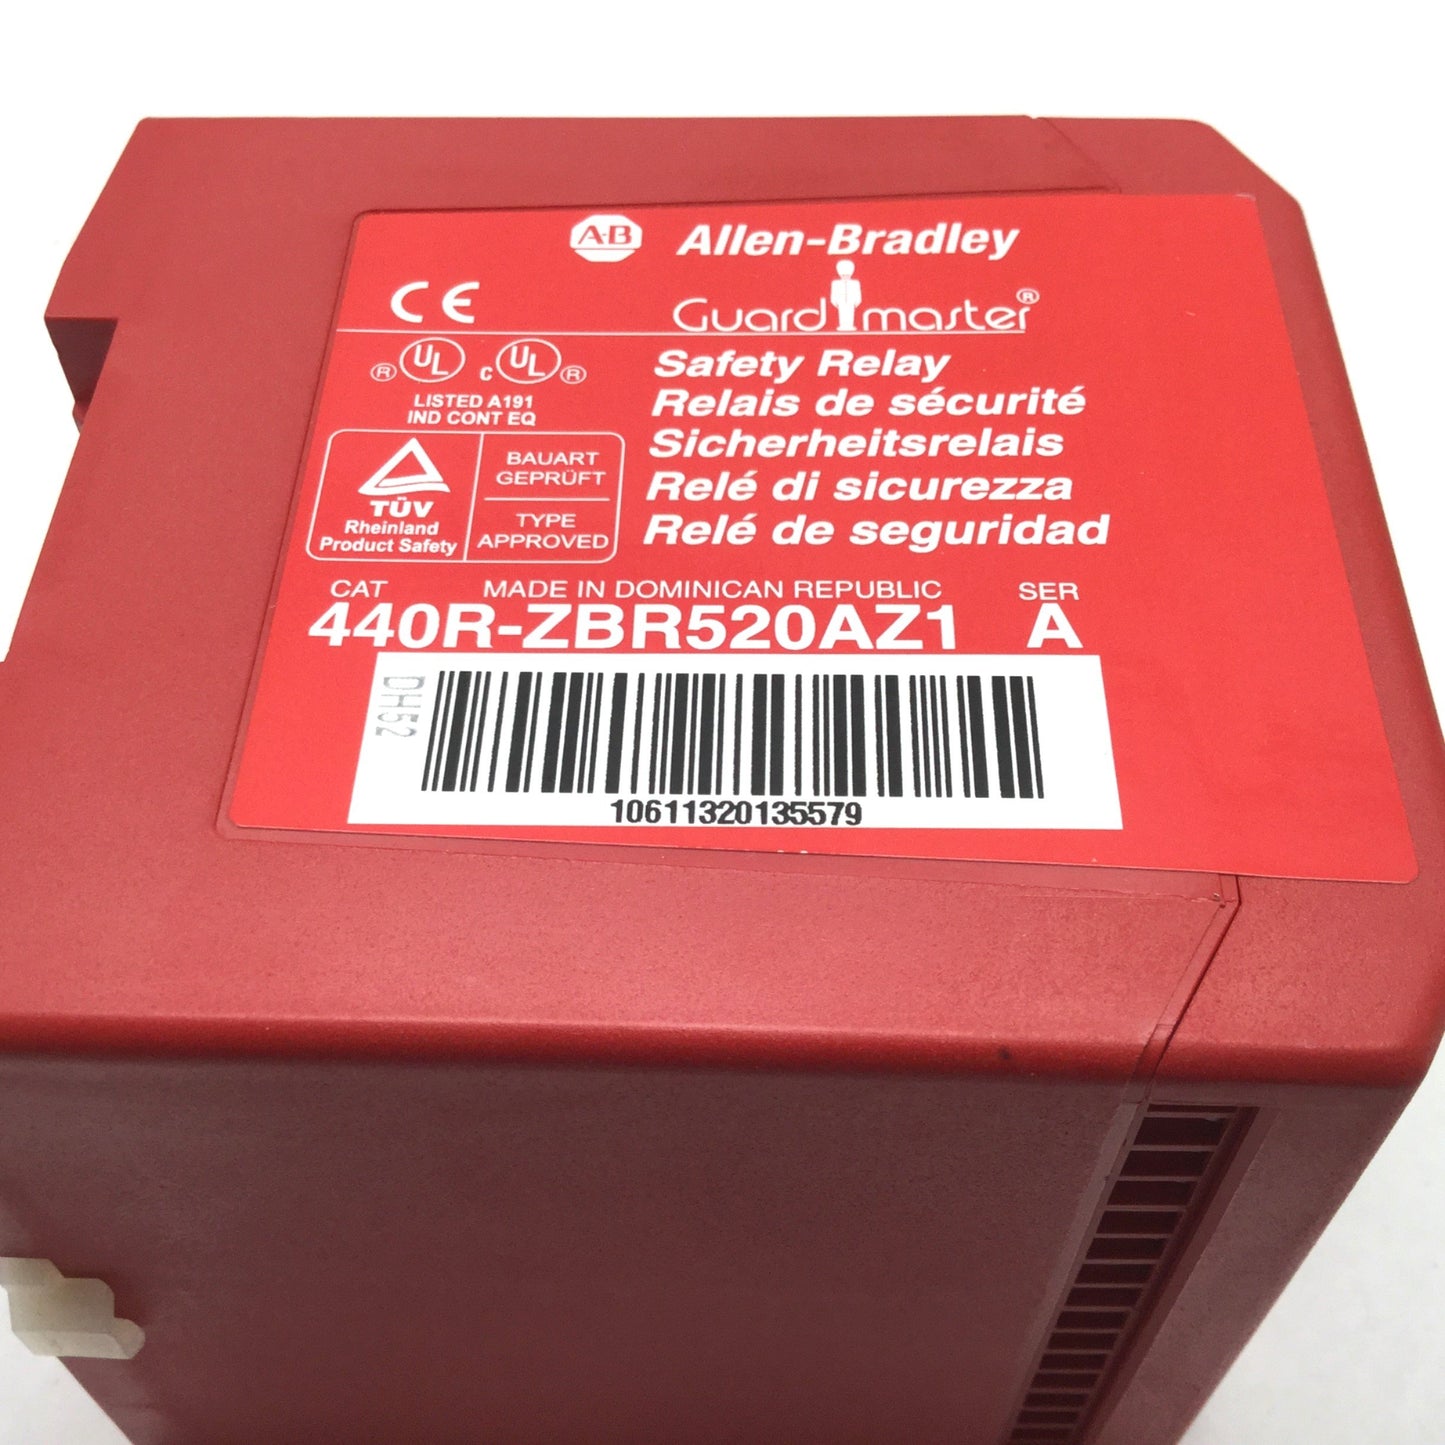 A-B Allen-Bradley
CE Guardmaster®
® UL c UL ®
LISTED A191
IND CONT EQ
Safety Relay
Relais de sécurité
Sicherheitsrelais
Relé di sicurezza
Relé de seguridad
TÜV
Rheinland
Product Safety
BAUART
GEPRÜFT
TYPE
APPROVED
CAT MADE IN DOMINICAN REPUBLIC SER
440R-ZBR520AZ1 A
DH52
10611320135579